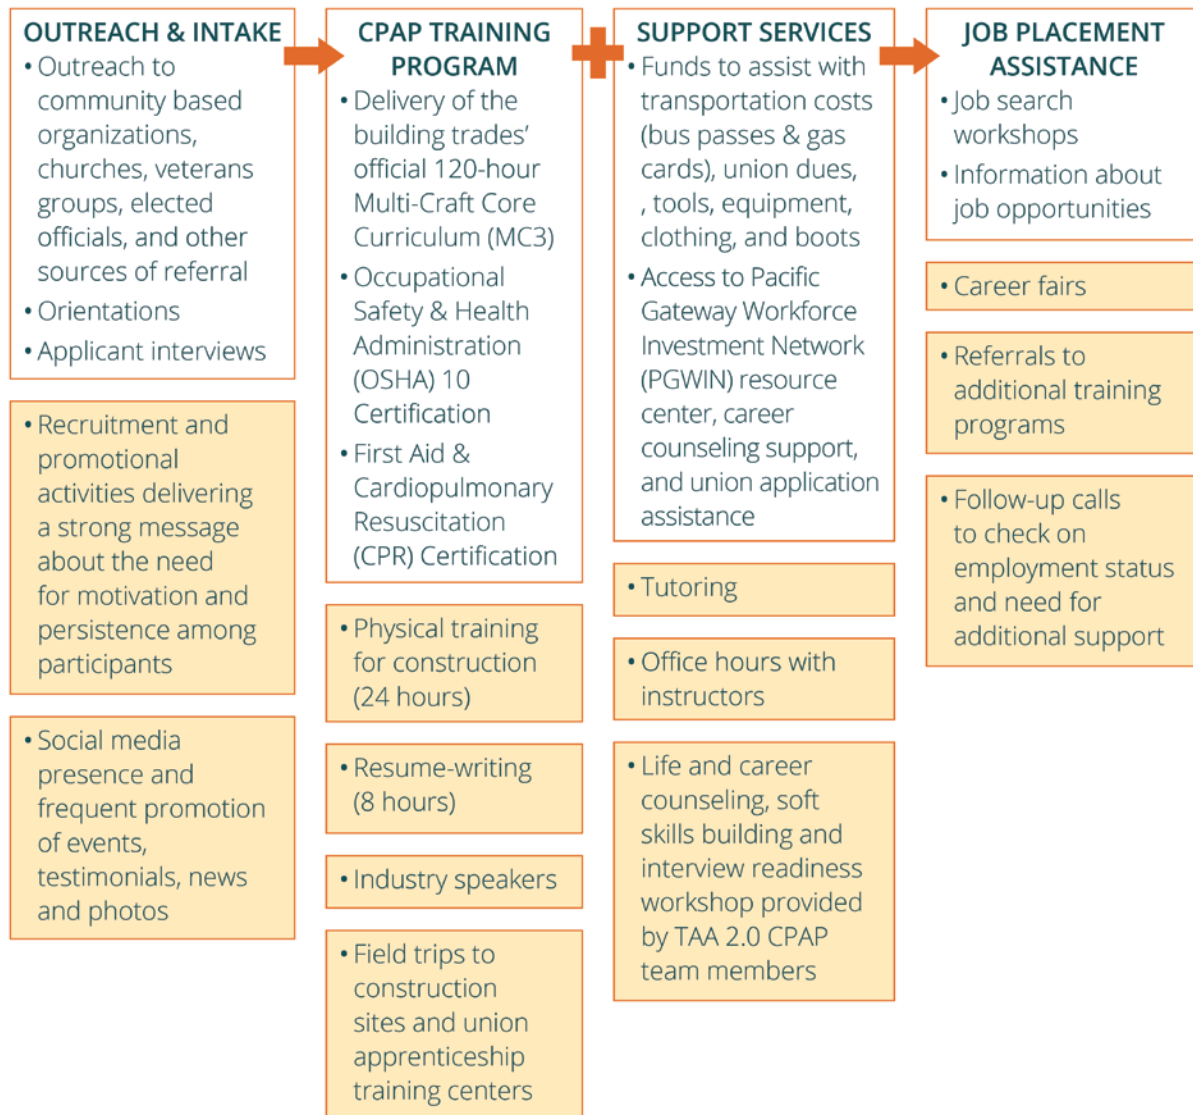 OUTREACH & INTAKE
• Outreach to
community based
organizations,
churches, veterans
groups, elected
officials, and other
sources of referral
• Orientations
• Applicant interviews
• Recruitment and
promotional
activities delivering
a strong message
about the need
for motivation and
persistence among
participants
• Social media
presence and
frequent promotion
of events,
testimonials, news
and photos
CPAP TRAINING
PROGRAM
• Delivery of the
building trades’
official 120-hour
Multi-Craft Core
Curriculum (MC3)
• Occupational
Safety & Health
Administration
(OSHA) 10
Certification
• First Aid &
Cardiopulmonary
Resuscitation
(CPR) Certification
• Physical training
for construction
(24 hours)
• Resume-writing
(8 hours)
• Industry speakers
• Field trips to
construction
sites and union
apprenticeship
training centers
SUPPORT SERVICES
• Funds to assist with
transportation costs
(bus passes & gas
cards), union dues,
, tools, equipment,
clothing, and boots
• Access to Pacific
Gateway Workforce
Investment Network
(PGWIN) resource
center, career
counseling support,
and union application
assistance
• Tutoring
• Office hours with
instructors
• Life and career
counseling, soft
skills building and
interview readiness
workshop provided
by TAA 2.0 CPAP
team members
JOB PLACEMENT
ASSISTANCE
• Job search
workshops
• Information about
job opportunities
• Career fairs
• Referrals to
additional training
programs
• Follow-up calls
to check on
employment status
and need for
additional support